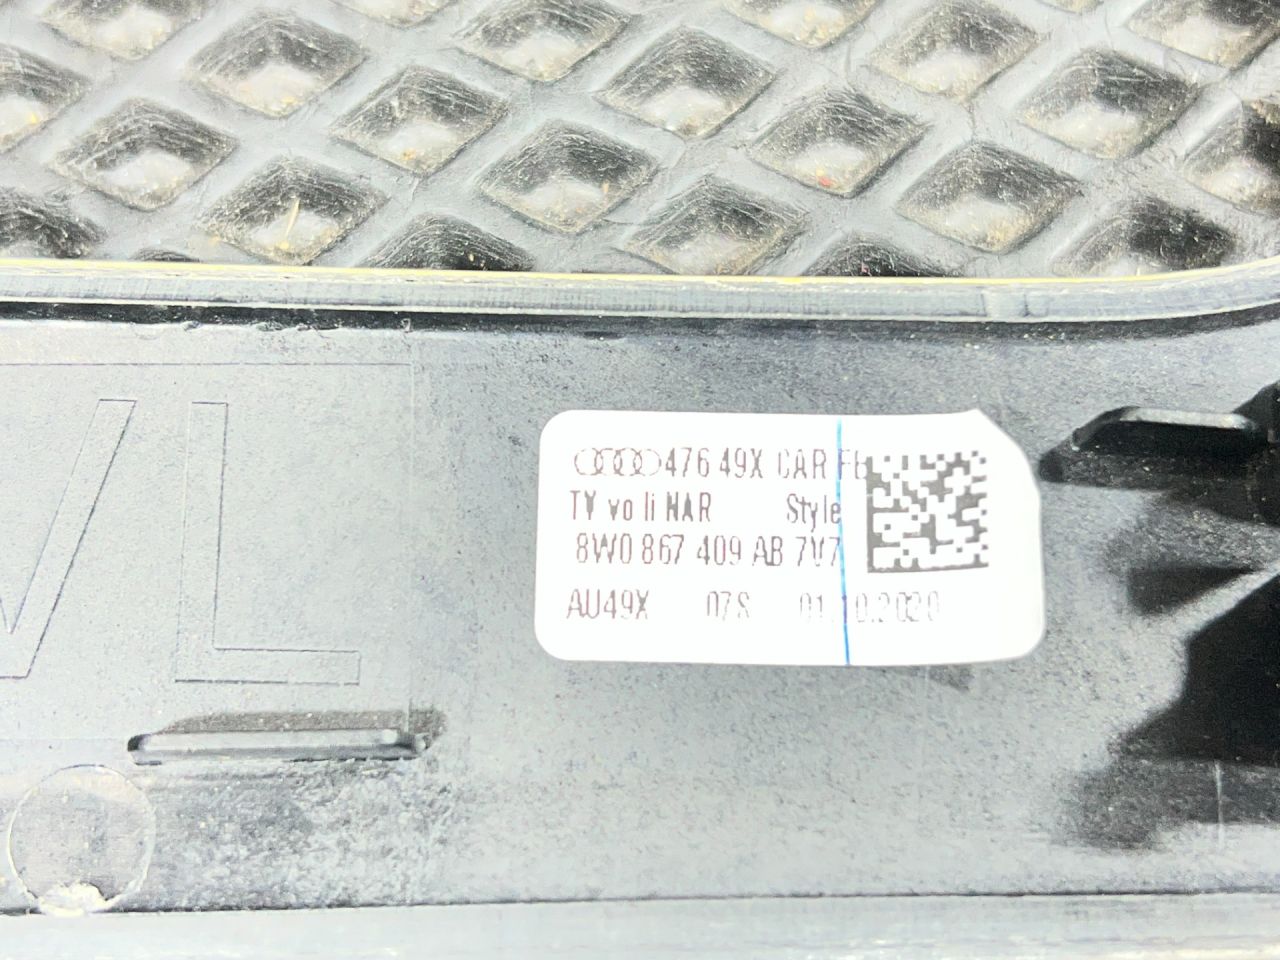 VL
476 49X CAR FB
TV vo li NAR Style
8W0 867 409 AB 7V7
AU49X 07S 01.10.2020